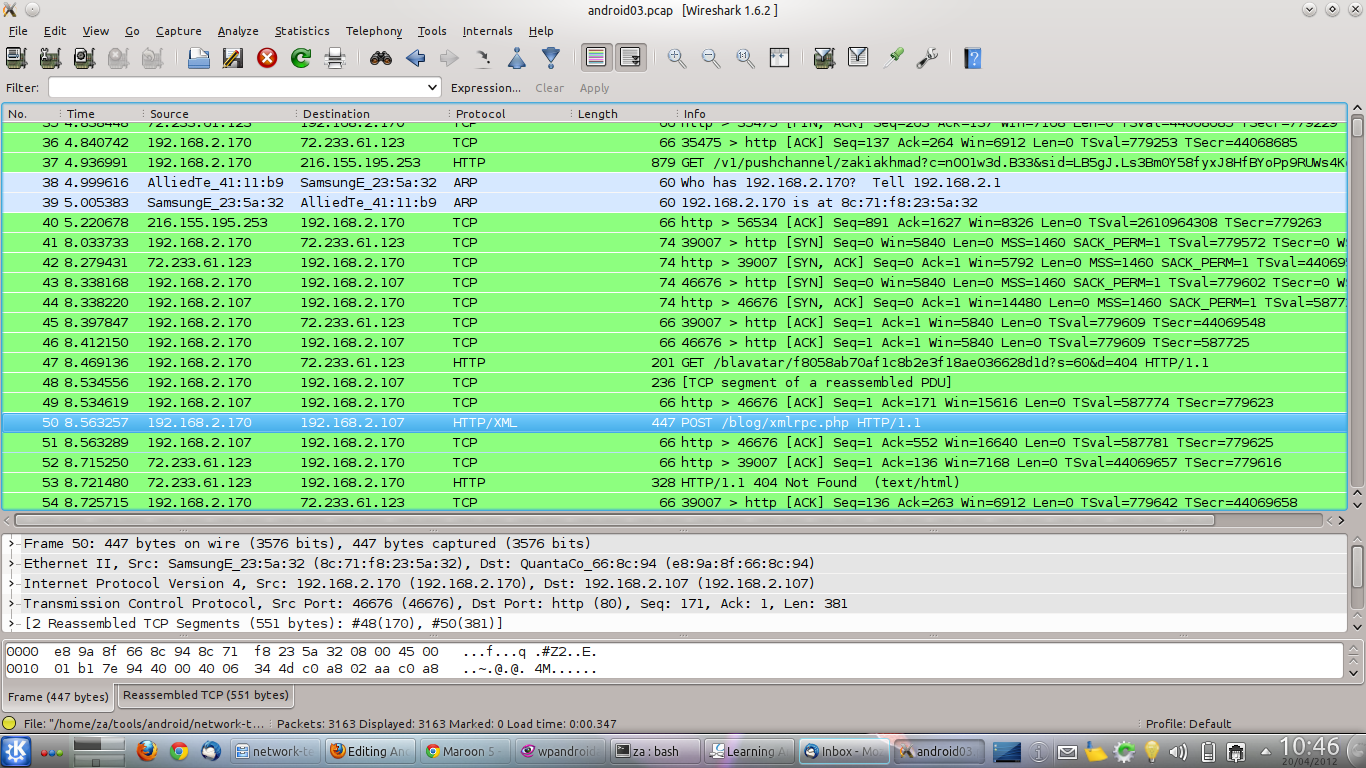 android03.pcap [Wireshark 1.6.2 ]
File Edit View Go Capture Analyze Statistics Telephony Tools Internals Help
Filter: Expression... Clear Apply
No. Time Source Destination Protocol Length Info
35 4.838448 72.233.61.123 192.168.2.170 TCP 66 http > 35475 [FIN, ACK] Seq=263 Ack=137 Win=7168 Len=0 TSval=44068685 TSecr=779229
36 4.840742 192.168.2.170 72.233.61.123 TCP 66 35475 > http [ACK] Seq=137 Ack=264 Win=6912 Len=0 TSval=779253 TSecr=44068685
37 4.936991 192.168.2.170 216.155.195.253 HTTP 879 GET /v1/pushchannel/zakiakhmad?c=nOO1w3d.B33&sid=LB5gJ.Ls3BmOY58fyxJ8HfBYoPp9RUWs4K
38 4.999616 AlliedTe_41:11:b9 SamsungE_23:5a:32 ARP 60 Who has 192.168.2.170? Tell 192.168.2.1
39 5.005383 SamsungE_23:5a:32 AlliedTe_41:11:b9 ARP 60 192.168.2.170 is at 8c:71:f8:23:5a:32
40 5.220678 216.155.195.253 192.168.2.170 TCP 66 http > 56534 [ACK] Seq=891 Ack=1627 Win=8326 Len=0 TSval=2610964308 TSecr=779263
41 8.033733 192.168.2.170 72.233.61.123 TCP 74 39007 > http [SYN] Seq=0 Win=5840 Len=0 MSS=1460 SACK_PERM=1 TSval=779572 TSecr=0 W
42 8.279431 72.233.61.123 192.168.2.170 TCP 74 http > 39007 [SYN, ACK] Seq=0 Ack=1 Win=5792 Len=0 MSS=1460 SACK_PERM=1 TSval=44069
43 8.338168 192.168.2.170 192.168.2.107 TCP 74 46676 > http [SYN] Seq=0 Win=5840 Len=0 MSS=1460 SACK_PERM=1 TSval=779602 TSecr=0 W
44 8.338220 192.168.2.107 192.168.2.170 TCP 74 http > 46676 [SYN, ACK] Seq=0 Ack=1 Win=14480 Len=0 MSS=1460 SACK_PERM=1 TSval=5877
45 8.397847 192.168.2.170 72.233.61.123 TCP 66 39007 > http [ACK] Seq=1 Ack=1 Win=5840 Len=0 TSval=779609 TSecr=44069548
46 8.412150 192.168.2.170 192.168.2.107 TCP 66 46676 > http [ACK] Seq=1 Ack=1 Win=5840 Len=0 TSval=779609 TSecr=587725
47 8.469136 192.168.2.170 72.233.61.123 HTTP 201 GET /blavatar/f8058ab70af1c8b2e3f18ae036628d1d?s=60&d=404 HTTP/1.1
48 8.534556 192.168.2.170 192.168.2.107 TCP 236 [TCP segment of a reassembled PDU]
49 8.534619 192.168.2.107 192.168.2.170 TCP 66 http > 46676 [ACK] Seq=1 Ack=171 Win=15616 Len=0 TSval=587774 TSecr=779623
50 8.563257 192.168.2.170 192.168.2.107 HTTP/XML 447 POST /blog/xmlrpc.php HTTP/1.1
51 8.563289 192.168.2.107 192.168.2.170 TCP 66 http > 46676 [ACK] Seq=1 Ack=552 Win=16640 Len=0 TSval=587781 TSecr=779625
52 8.715250 72.233.61.123 192.168.2.170 TCP 66 http > 39007 [ACK] Seq=1 Ack=136 Win=7168 Len=0 TSval=44069657 TSecr=779616
53 8.721480 72.233.61.123 192.168.2.170 HTTP 328 HTTP/1.1 404 Not Found (text/html)
54 8.725715 192.168.2.170 72.233.61.123 TCP 66 39007 > http [ACK] Seq=136 Ack=263 Win=6912 Len=0 TSval=779642 TSecr=44069658
Frame 50: 447 bytes on wire (3576 bits), 447 bytes captured (3576 bits)
Ethernet II, Src: SamsungE_23:5a:32 (8c:71:f8:23:5a:32), Dst: QuantaCo_66:8c:94 (e8:9a:8f:66:8c:94)
Internet Protocol Version 4, Src: 192.168.2.170 (192.168.2.170), Dst: 192.168.2.107 (192.168.2.107)
Transmission Control Protocol, Src Port: 46676 (46676), Dst Port: http (80), Seq: 171, Ack: 1, Len: 381
[2 Reassembled TCP Segments (551 bytes): #48(170), #50(381)]
0000 e8 9a 8f 66 8c 94 8c 71 f8 23 5a 32 08 00 45 00 ...f...q .#Z2..E.
0010 01 b1 7e 94 40 00 40 06 34 4d c0 a8 02 aa c0 a8 ..~.@.@. 4M......
Frame (447 bytes) Reassembled TCP (551 bytes)
File: "/home/za/tools/android/network-t... Packets: 3163 Displayed: 3163 Marked: 0 Load time: 0:00.347 Profile: Default
network-te Editing An Maroon 5 - wpandroid za : bash Learning A Inbox - Mo android03. 10:46
20/04/2012